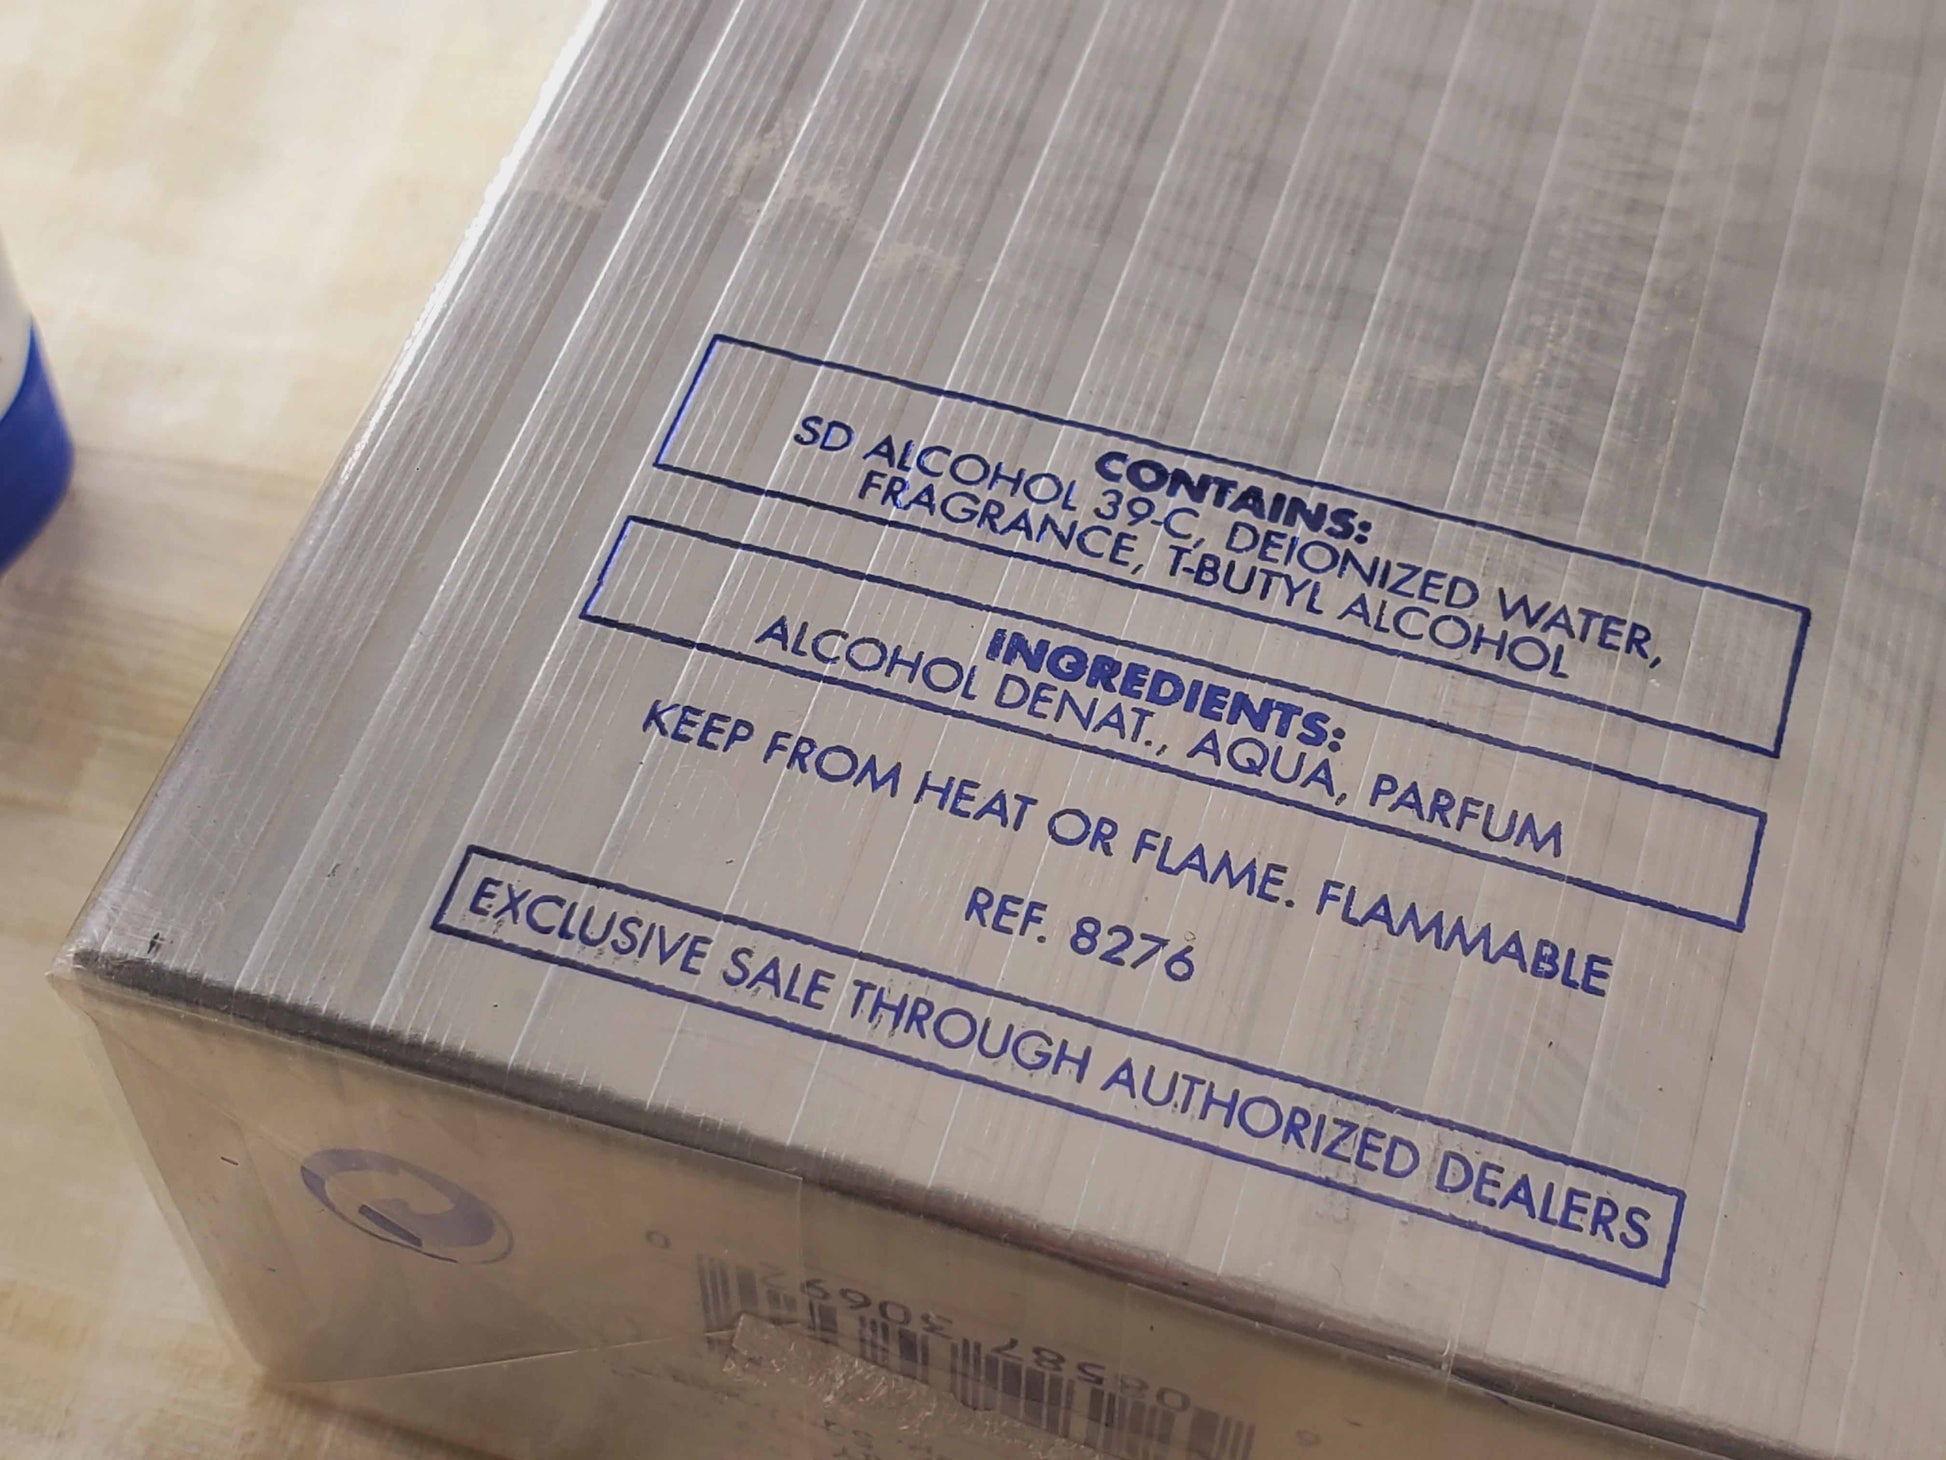 CONTAINS:
SD ALCOHOL 39-C, DEIONIZED WATER,
FRAGRANCE, T-BUTYL ALCOHOL
INGREDIENTS:
ALCOHOL DENAT., AQUA, PARFUM
KEEP FROM HEAT OR FLAME. FLAMMABLE
REF. 8276
EXCLUSIVE SALE THROUGH AUTHORIZED DEALERS